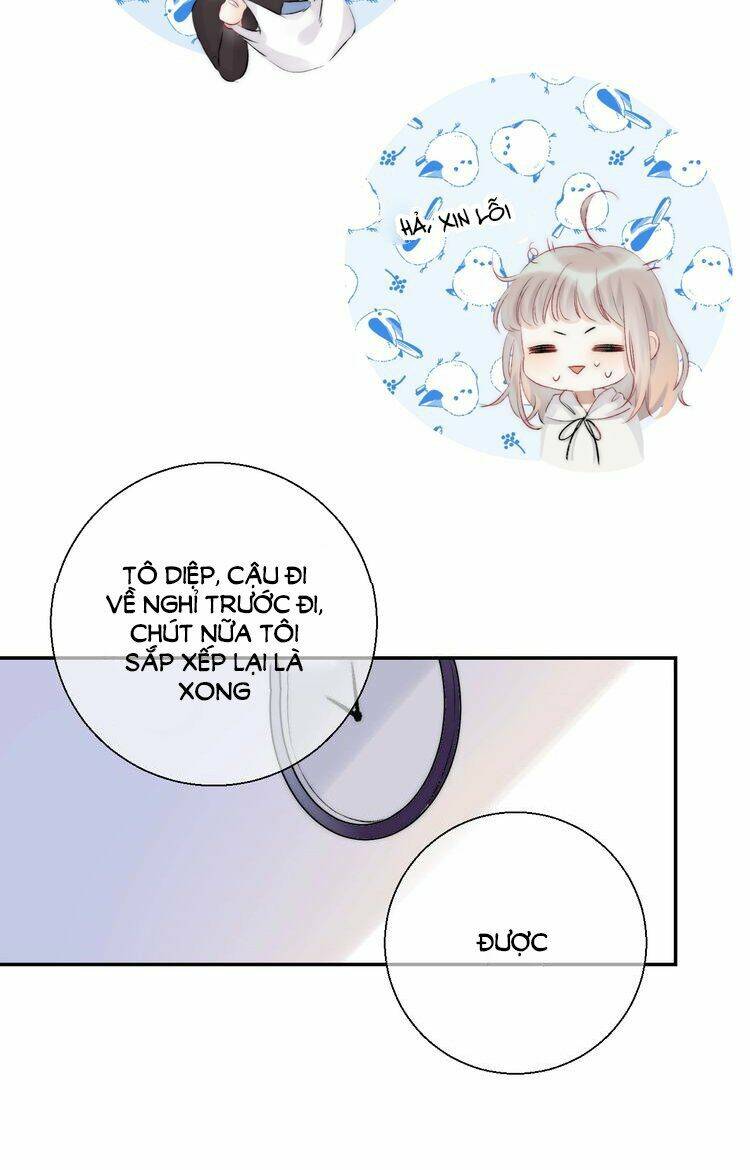 HẢ, XIN LỖI
TÔ DIỆP, CẬU ĐI
VỀ NGHỈ TRƯỚC ĐI,
CHÚT NỮA TÔI
SẮP XẾP LẠI LÀ
XONG
ĐƯỢC